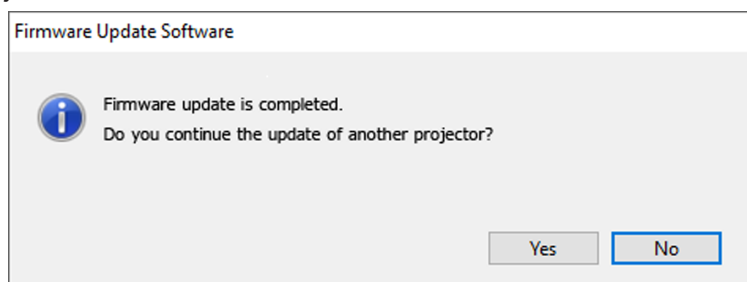 Firmware Update Software
Firmware update is completed.
Do you continue the update of another projector?
Yes
No